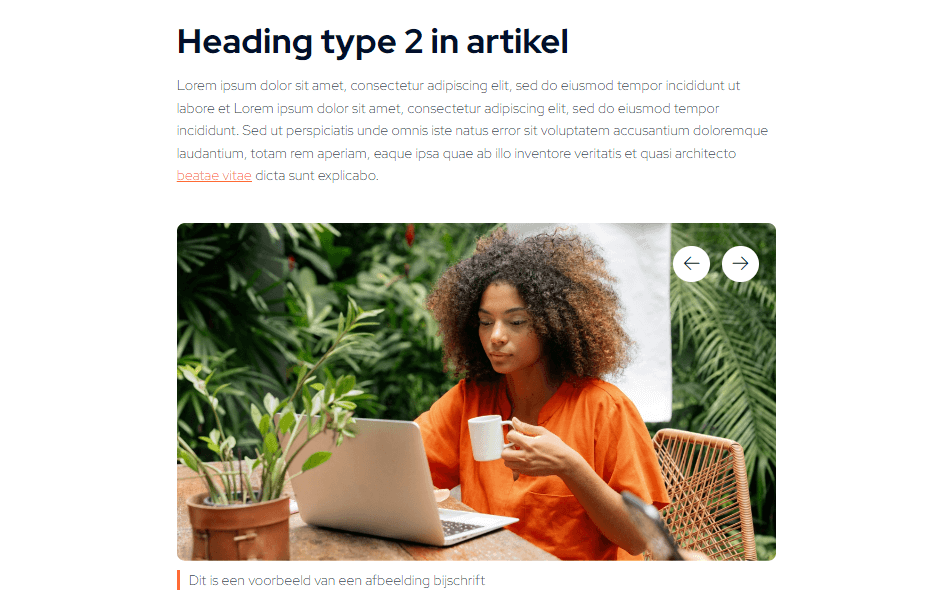 Heading type 2 in artikel
Lorem ipsum dolor sit amet, consectetur adipiscing elit, sed do eiusmod tempor incididunt ut
labore et Lorem ipsum dolor sit amet, consectetur adipiscing elit, sed do eiusmod tempor
incididunt. Sed ut perspiciatis unde omnis iste natus error sit voluptatem accusantium doloremque
laudantium, totam rem aperiam, eaque ipsa quae ab illo inventore veritatis et quasi architecto
beatae vitae dicta sunt explicabo.
Dit is een voorbeeld van een afbeelding bijschrift